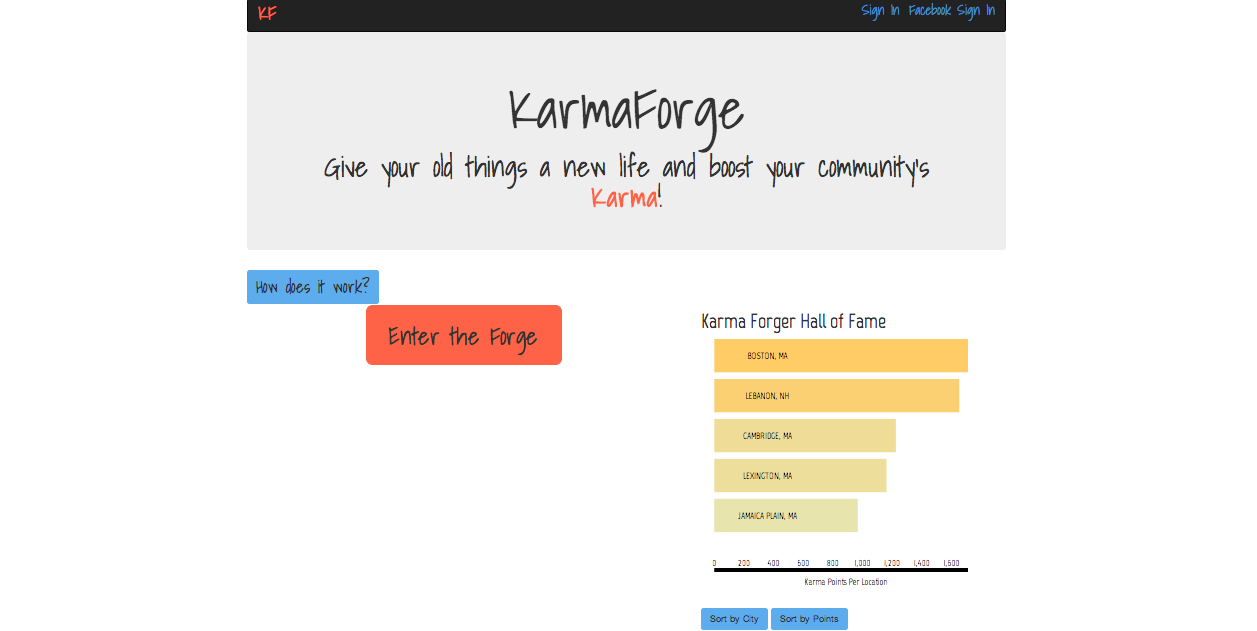 KF
Sign In Facebook Sign In
KarmaForge
Give your old things a new life and boost your community's
Karma!
How does it work?
Enter the Forge
Karma Forger Hall of Fame
BOSTON, MA
LEBANON, NH
CAMBRIDGE, MA
LEXINGTON, MA
JAMAICA PLAIN, MA
0 200 400 600 800 1,000 1,200 1,400 1,600
Karma Points Per Location
Sort by City Sort by Points